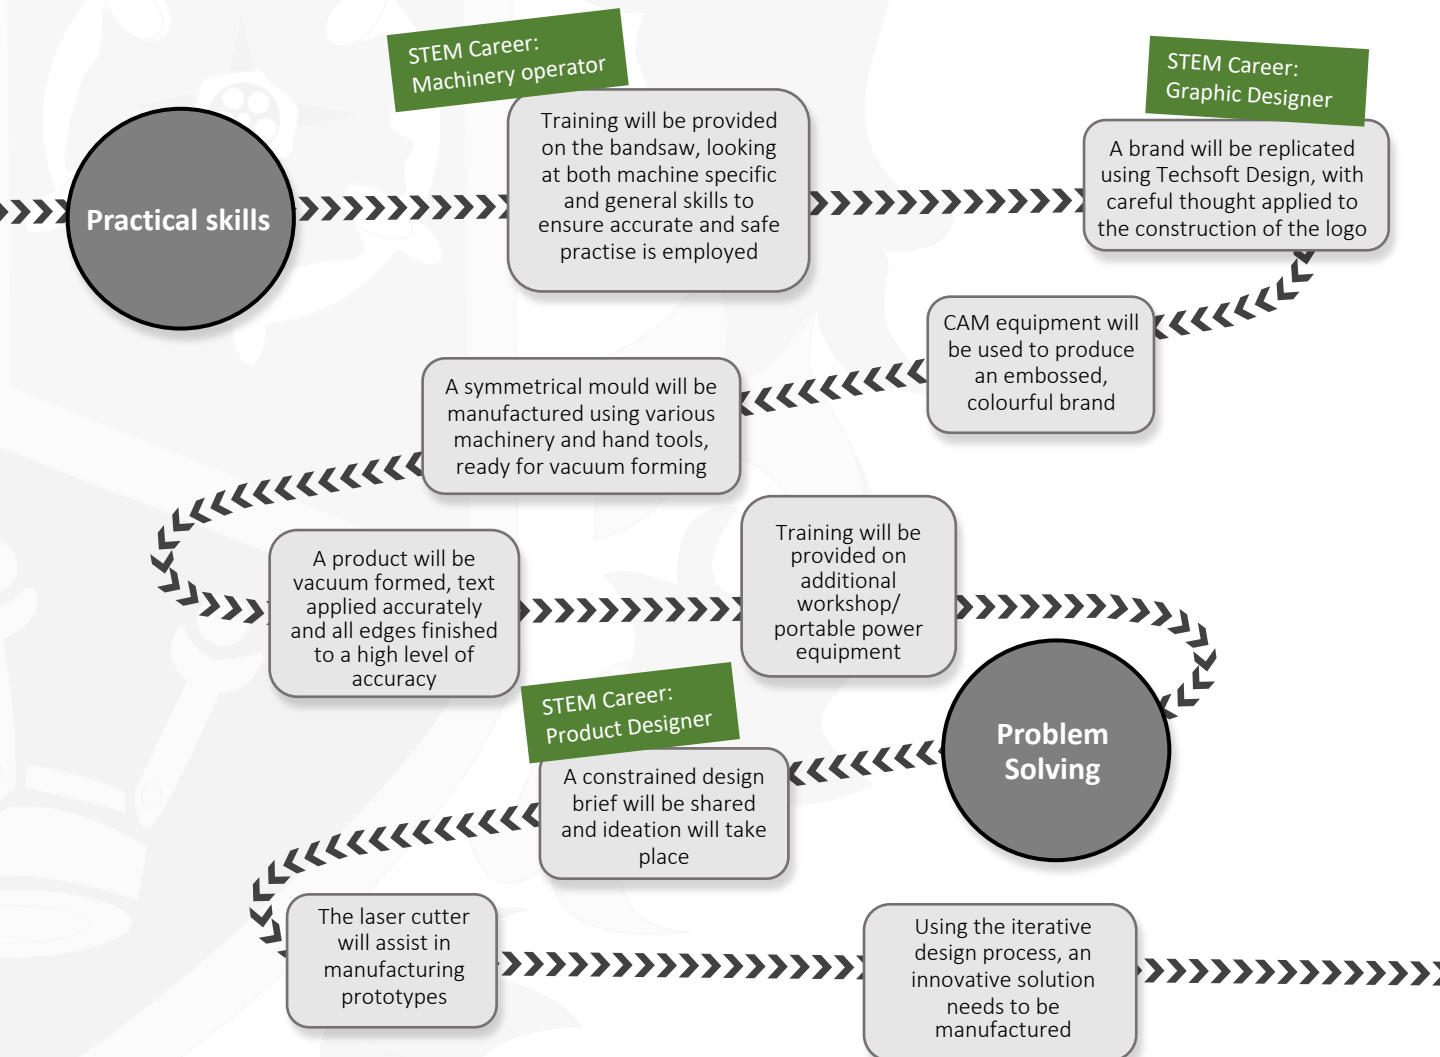 STEM Career:
Machinery operator
STEM Career:
Graphic Designer
Practical skills
Training will be provided
on the bandsaw, looking
at both machine specific
and general skills to
ensure accurate and safe
practise is employed
A brand will be replicated
using Techsoft Design, with
careful thought applied to
the construction of the logo
CAM equipment will
be used to produce
an embossed,
colourful brand
A symmetrical mould will be
manufactured using various
machinery and hand tools,
ready for vacuum forming
A product will be
vacuum formed, text
applied accurately
and all edges finished
to a high level of
accuracy
Training will be
provided on
additional
workshop/
portable power
equipment
Problem
Solving
STEM Career:
Product Designer
A constrained design
brief will be shared
and ideation will take
place
The laser cutter
will assist in
manufacturing
prototypes
Using the iterative
design process, an
innovative solution
needs to be
manufactured